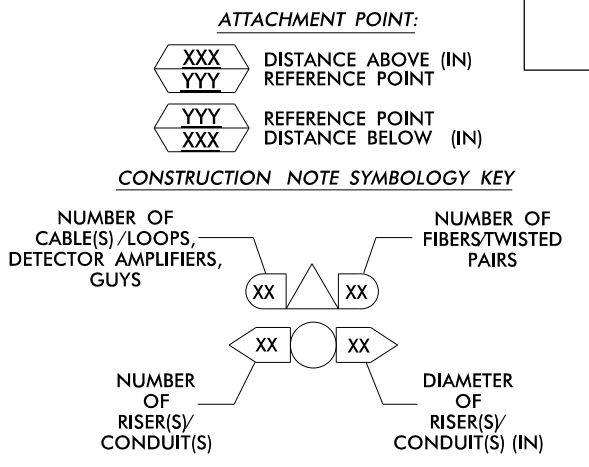 ATTACHMENT POINT:
XXX
YYY
DISTANCE ABOVE (IN)
REFERENCE POINT
YYY
XXX
REFERENCE POINT
DISTANCE BELOW (IN)
CONSTRUCTION NOTE SYMBOLOGY KEY
NUMBER OF
CABLE(S)/LOOPS,
DETECTOR AMPLIFIERS,
GUYS
NUMBER OF
FIBERS/TWISTED
PAIRS
XX
XX
XX
XX
NUMBER
OF
RISER(S)/
CONDUIT(S)
DIAMETER
OF
RISER(S)/
CONDUIT(S) (IN)